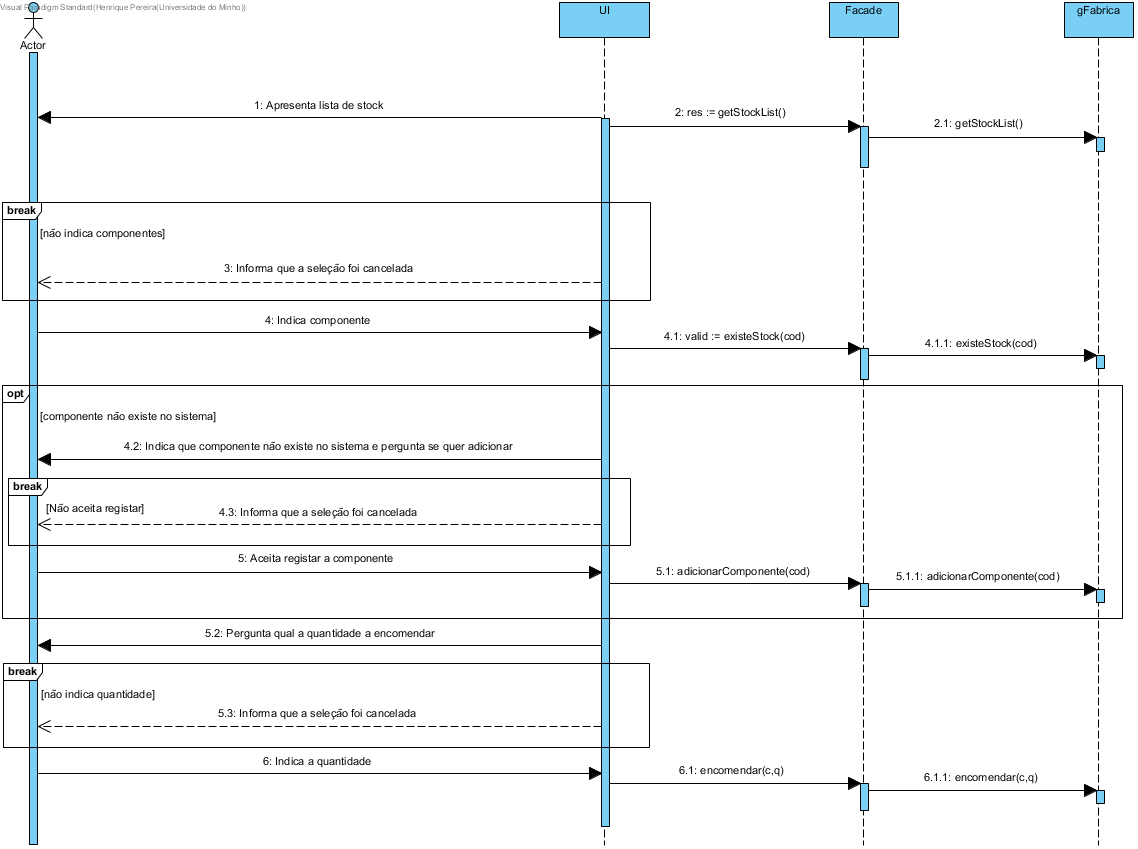 Visual Paradigm Standard(Henrique Pereira(Universidade do Minho))
UI
Facade
gFabrica
Actor
1: Apresenta lista de stock
2: res := getStockList()
2.1: getStockList()
break
[não indica componentes]
3: Informa que a seleção foi cancelada
4: Indica componente
4.1: valid := existeStock(cod)
4.1.1: existeStock(cod)
opt
[componente não existe no sistema]
4.2: Indica que componente não existe no sistema e pergunta se quer adicionar
break
[Não aceita registar]
4.3: Informa que a seleção foi cancelada
5: Aceita registar a componente
5.1: adicionarComponente(cod)
5.1.1: adicionarComponente(cod)
5.2: Pergunta qual a quantidade a encomendar
break
[não indica quantidade]
5.3: Informa que a seleção foi cancelada
6: Indica a quantidade
6.1: encomendar(c,q)
6.1.1: encomendar(c,q)